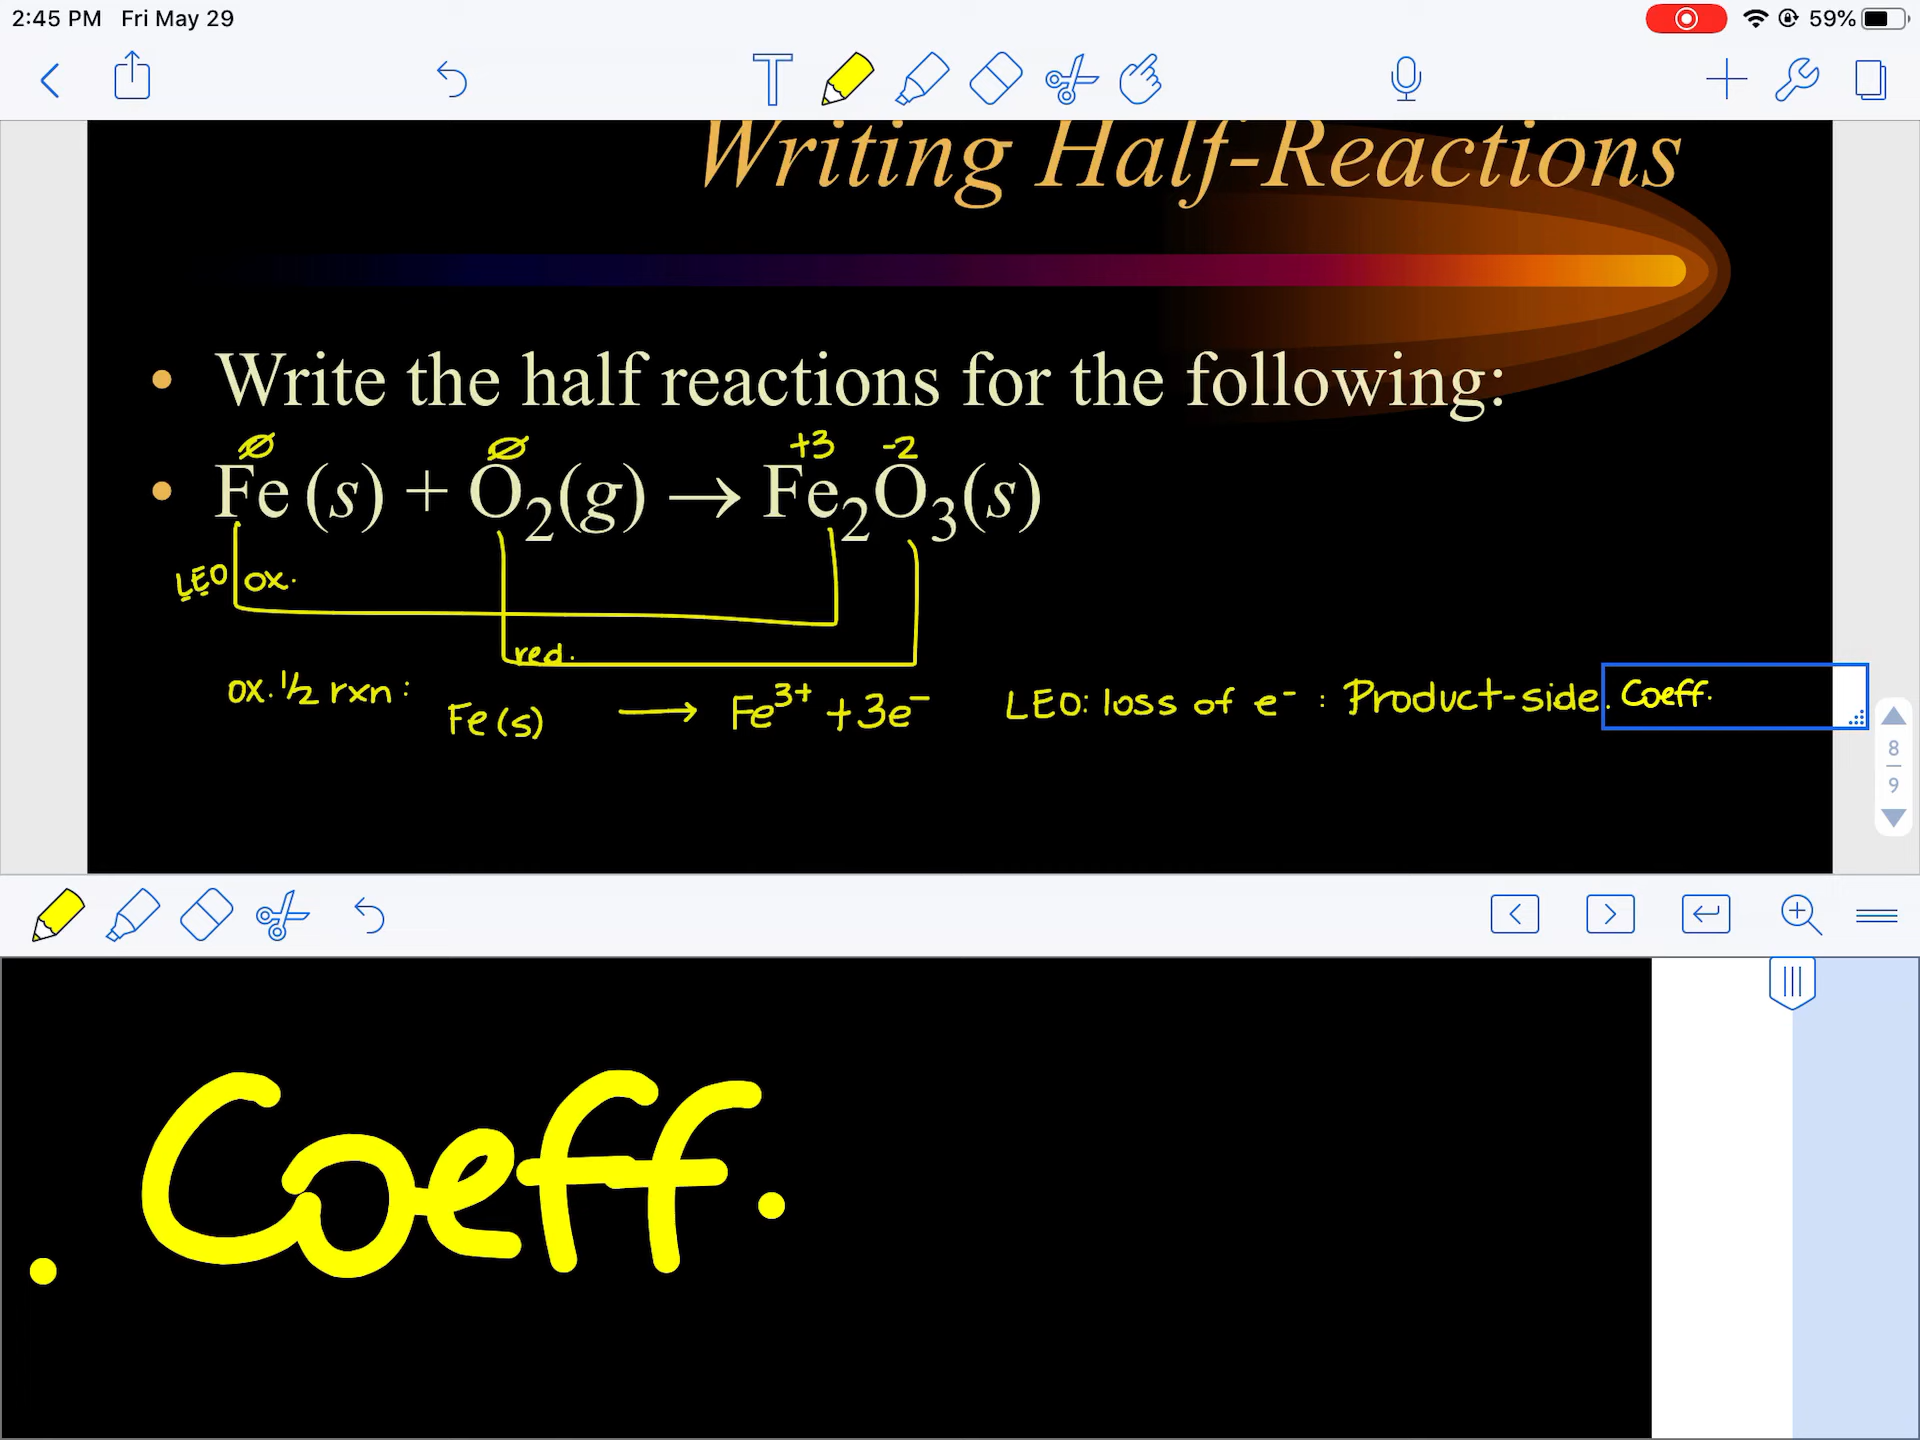 2:45 PM Fri May 29
59%
T
Writing Half-Reactions
• Write the half reactions for the following:
Ø Ø +3 -2
• Fe (s) + O₂(g) → Fe₂O₃(s)
LEO ox.
red.
ox. ½ rxn: Fe(s) → Fe³⁺ + 3e⁻ LEO: loss of e⁻ : Product-side. Coeff.
8
9
. Coeff.